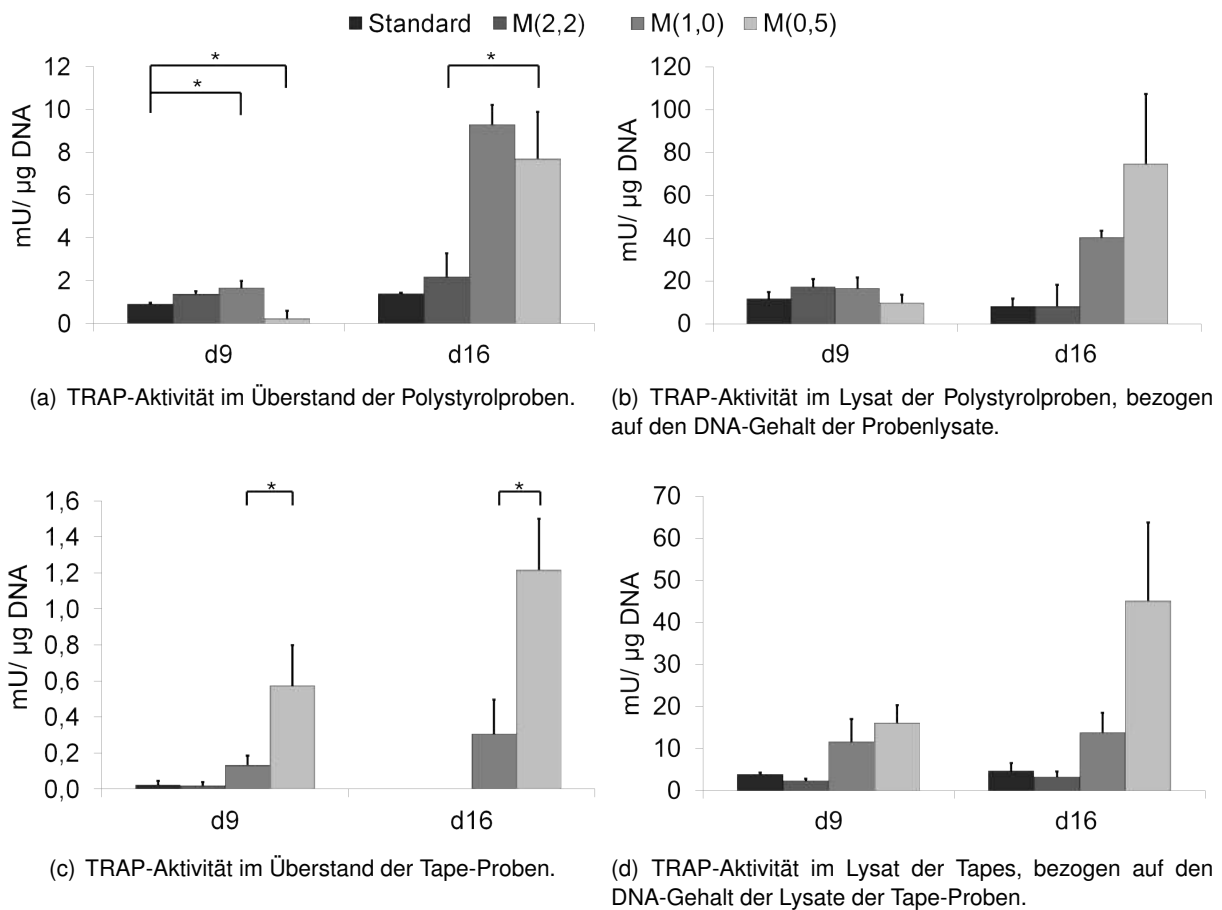 Standard M(2,2) M(1,0) M(0,5)
* * *
12
10
8
6
4
2
0
mU/ µg DNA
d9 d16
120
100
80
60
40
20
0
mU/ µg DNA
d9 d16
(a) TRAP-Aktivität im Überstand der Polystyrolproben.
(b) TRAP-Aktivität im Lysat der Polystyrolproben, bezogen
auf den DNA-Gehalt der Probenlysate.
* *
1,6
1,4
1,2
1,0
0,8
0,6
0,4
0,2
0,0
mU/ µg DNA
d9 d16
70
60
50
40
30
20
10
0
mU/ µg DNA
d9 d16
(c) TRAP-Aktivität im Überstand der Tape-Proben.
(d) TRAP-Aktivität im Lysat der Tapes, bezogen auf den
DNA-Gehalt der Lysate der Tape-Proben.